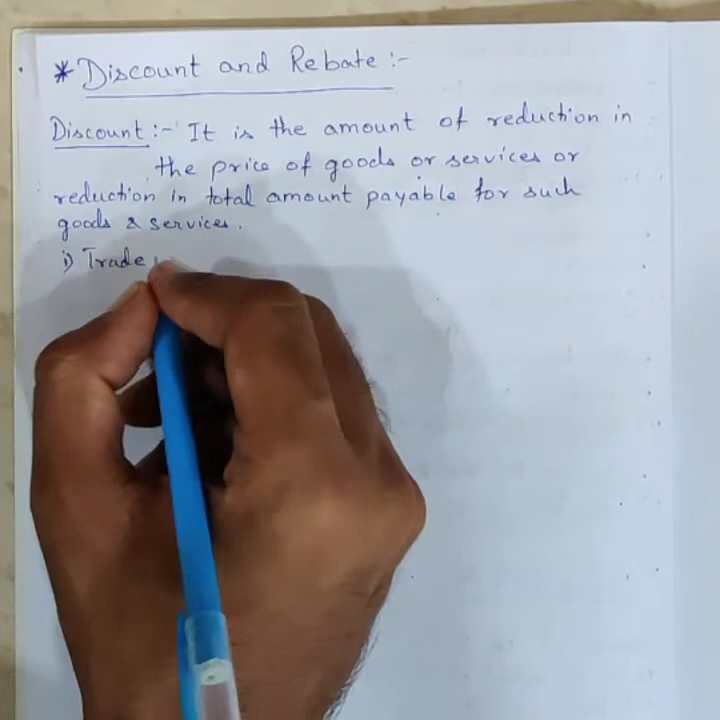 * Discount and Rebate :-
Discount :- It is the amount of reduction in
the price of goods or services or
reduction in total amount payable for such
goods & services.
i) Trade